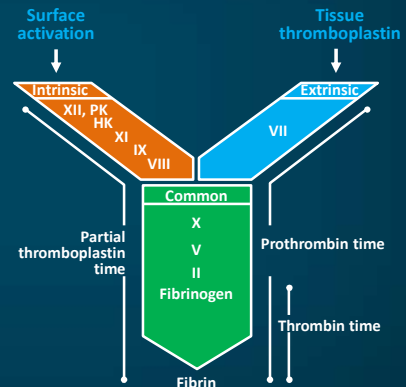 Surface
activation
Tissue
thromboplastin
Intrinsic
XII, PK
HK
XI
IX
VIII
Extrinsic
VII
Common
X
V
II
Fibrinogen
Partial
thromboplastin
time
Prothrombin time
Thrombin time
Fibrin